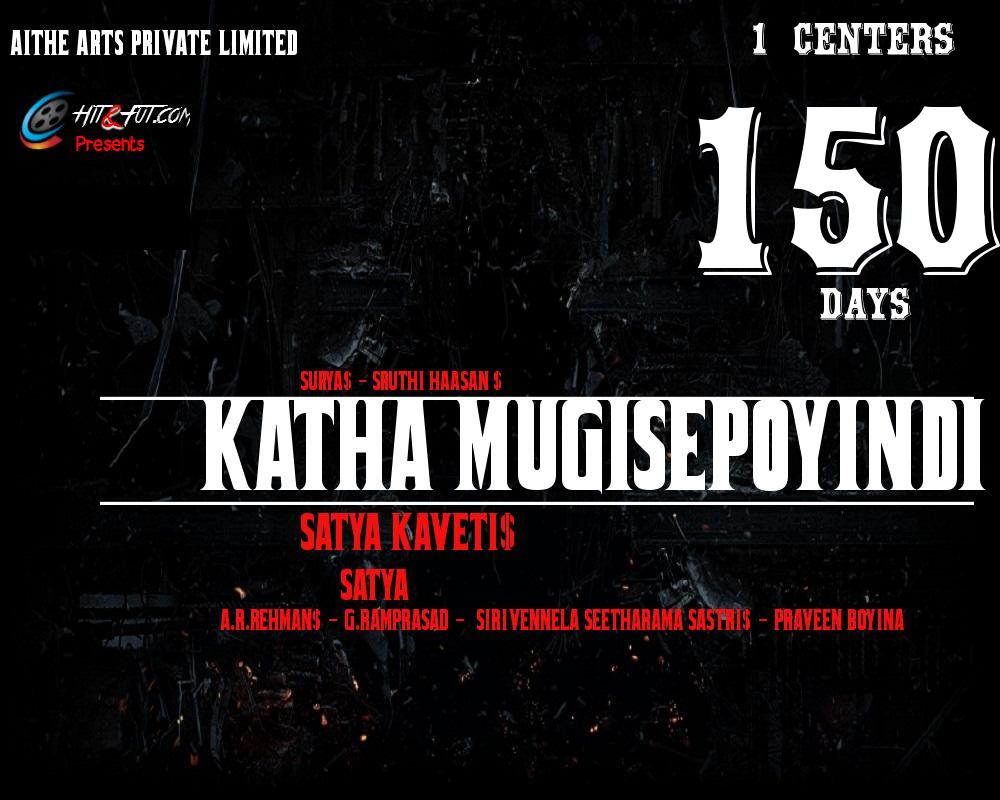 AITHE ARTS PRIVATE LIMITED
1 CENTERS
HIT&FUT.COM
Presents
150
DAYS
SURYA$ - SRUTHI HAASAN $
KATHA MUGISEPOYINDI
SATYA KAVETI$
SATYA
A.R.REHMAN$ - G.RAMPRASAD - SIRIVENNELA SEETHARAMA SASTRI$ - PRAVEEN BOYINA